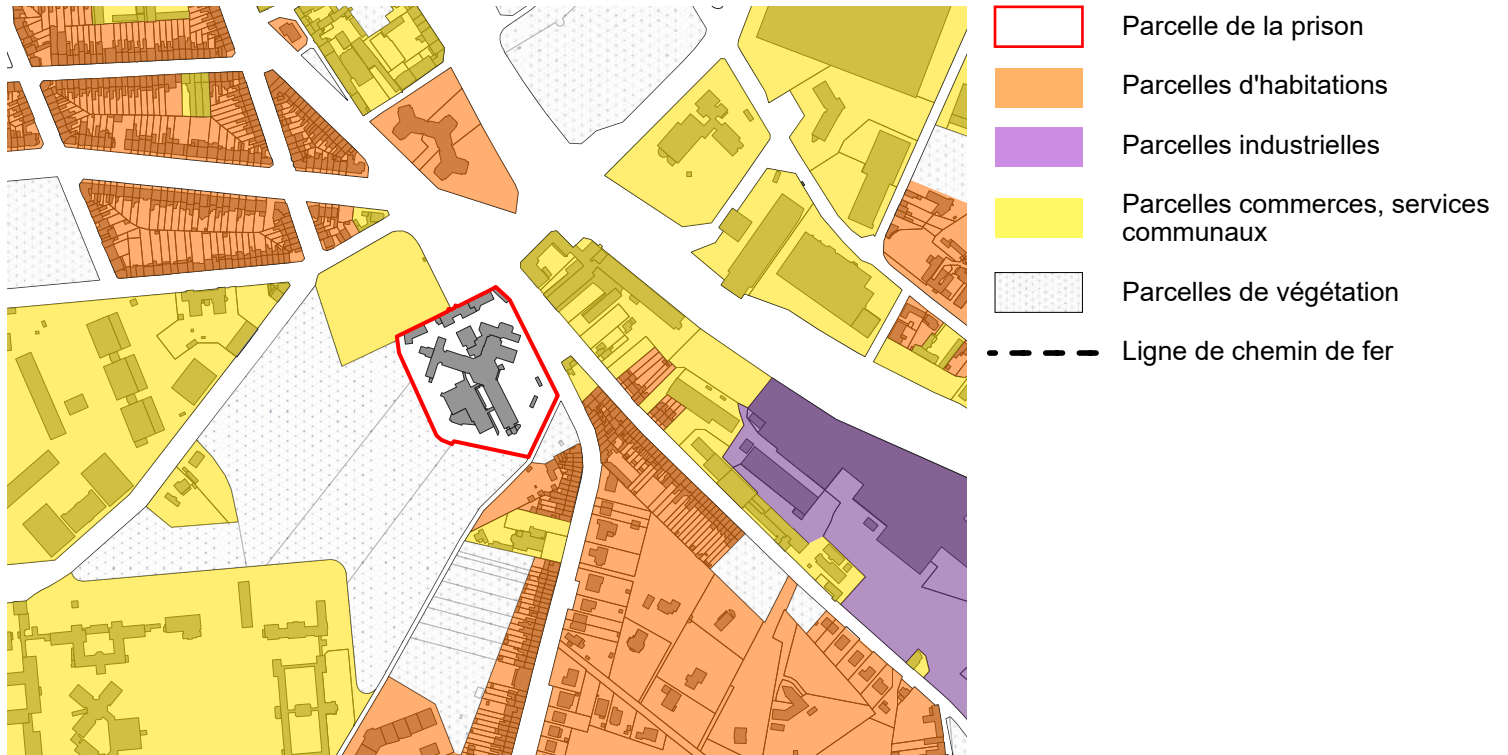 Parcelle de la prison
Parcelles d'habitations
Parcelles industrielles
Parcelles commerces, services
communaux
Parcelles de végétation
Ligne de chemin de fer